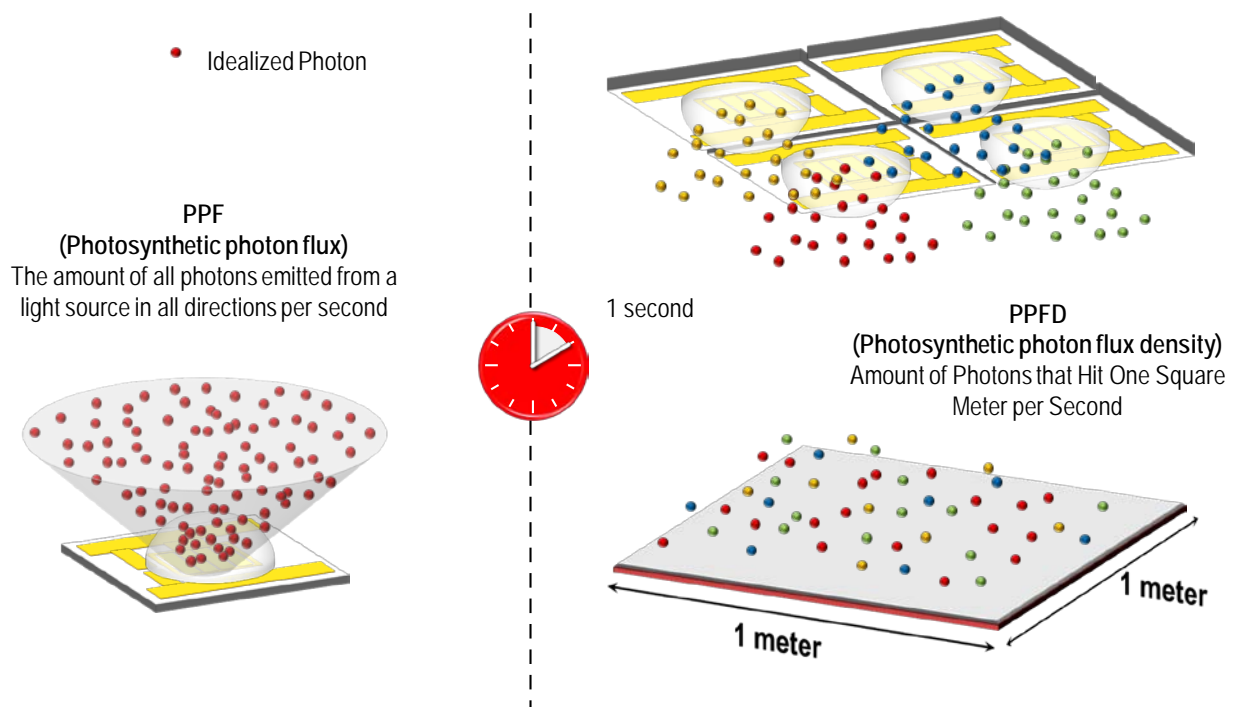 Idealized Photon
PPF
(Photosynthetic photon flux)
The amount of all photons emitted from a
light source in all directions per second
1 second
PPFD
(Photosynthetic photon flux density)
Amount of Photons that Hit One Square
Meter per Second
1 meter
1 meter